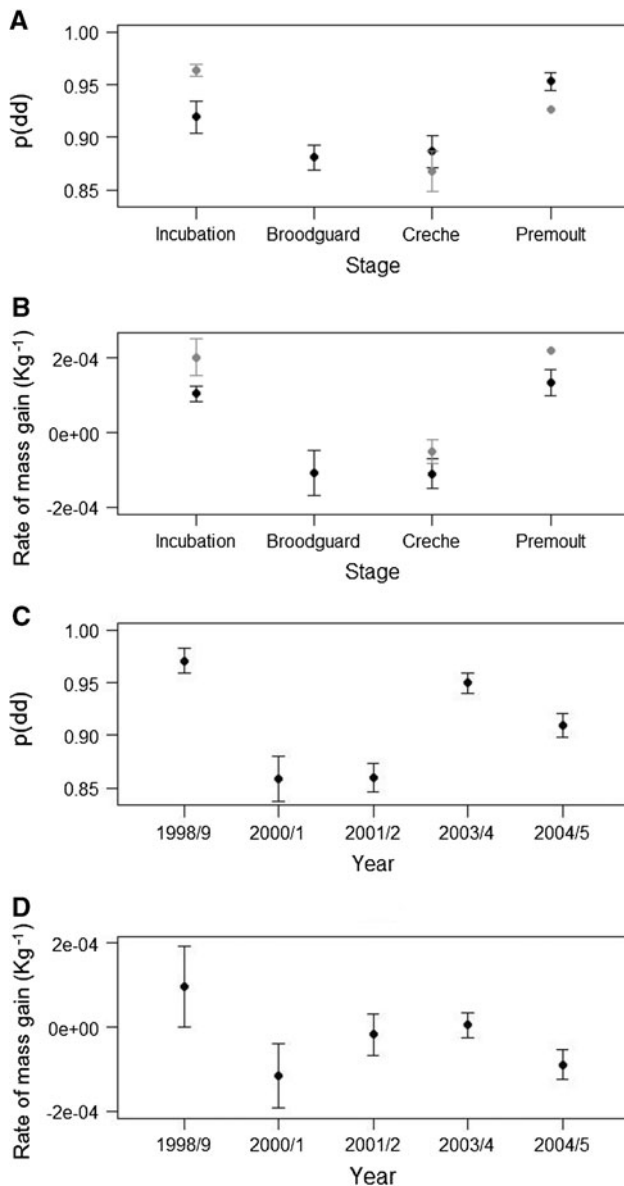 A
p(dd)
1.00
0.95
0.90
0.85
Incubation Broodguard Creche Premoult
Stage
B
Rate of mass gain (Kg⁻¹)
2e-04
0e+00
-2e-04
Incubation Broodguard Creche Premoult
Stage
C
p(dd)
1.00
0.95
0.90
0.85
1998/9 2000/1 2001/2 2003/4 2004/5
Year
D
Rate of mass gain (Kg⁻¹)
2e-04
0e+00
-2e-04
1998/9 2000/1 2001/2 2003/4 2004/5
Year